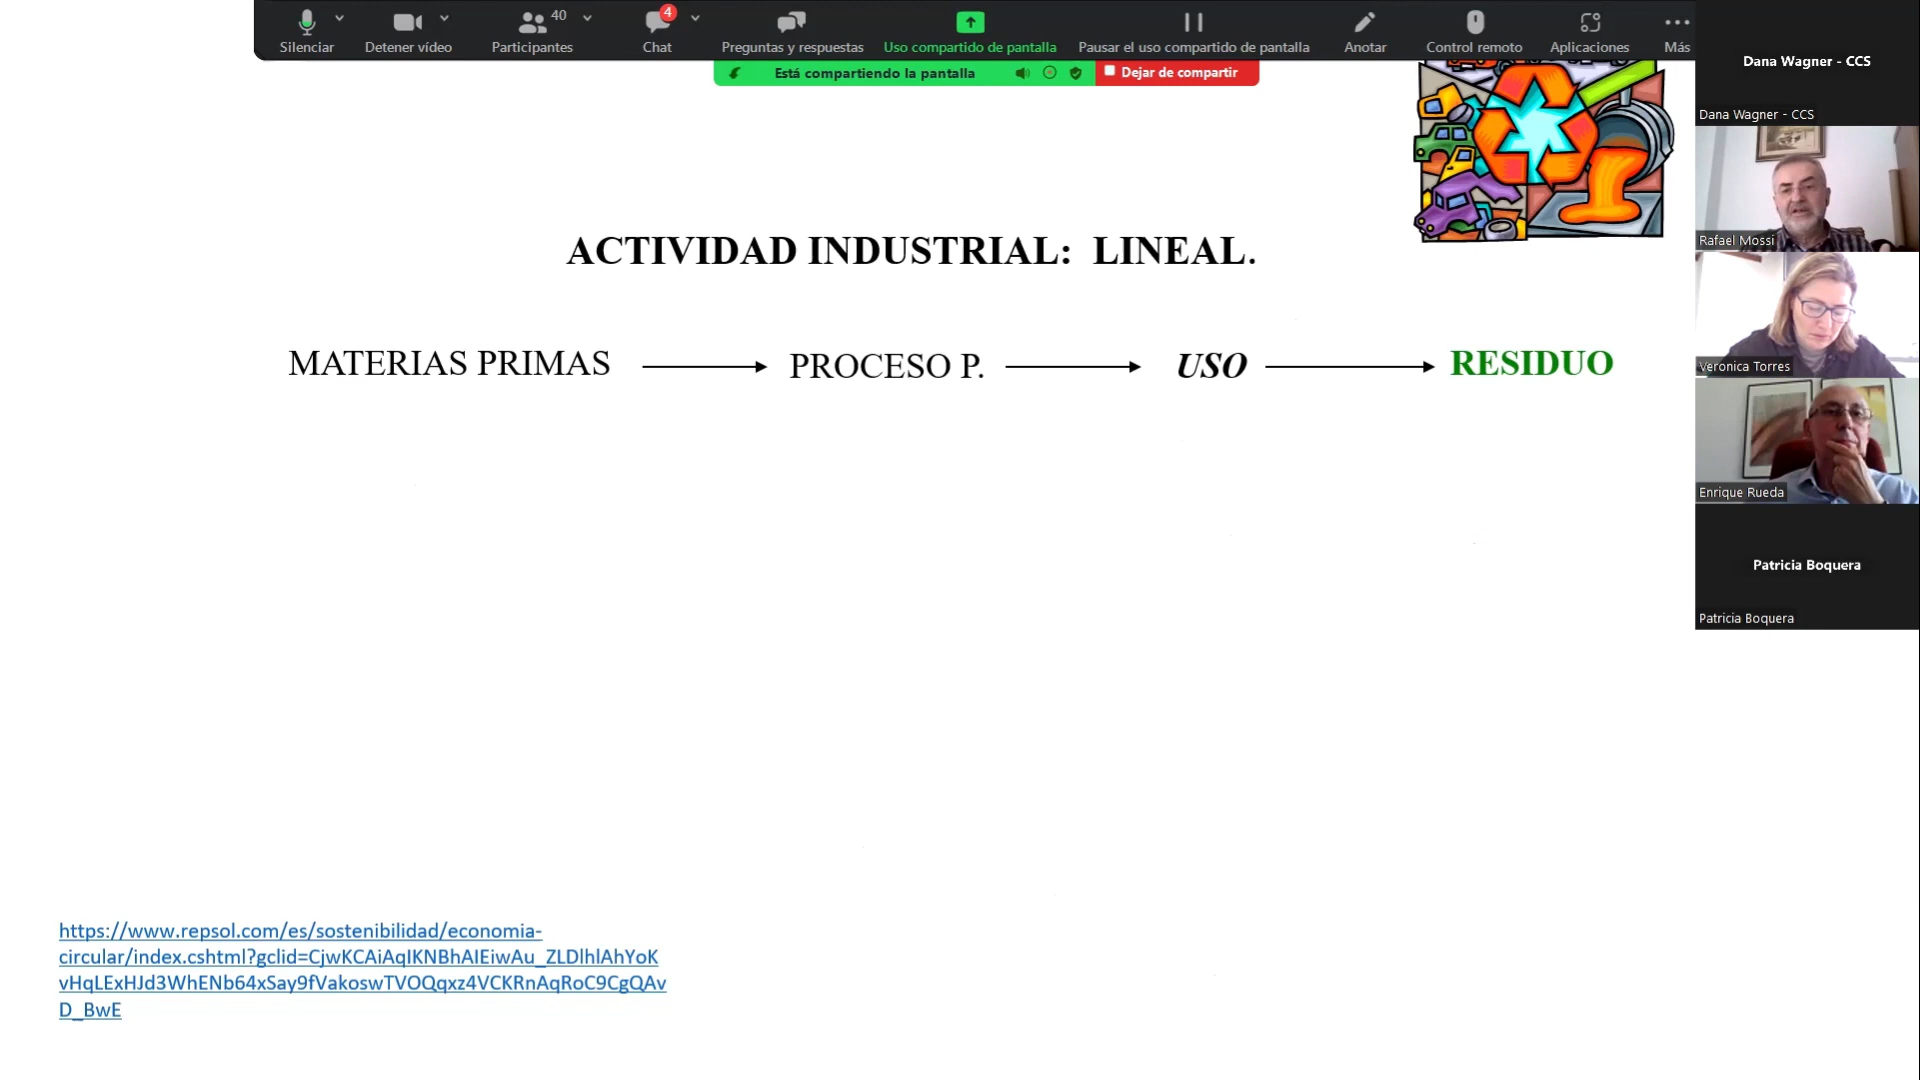 40
4
Silenciar
Detener vídeo
Participantes
Chat
Preguntas y respuestas
Uso compartido de pantalla
Pausar el uso compartido de pantalla
Anotar
Control remoto
Aplicaciones
Más
Está compartiendo la pantalla
Dejar de compartir
Dana Wagner - CCS
Dana Wagner - CCS
Rafael Mossi
Veronica Torres
Enrique Rueda
Patricia Boquera
Patricia Boquera
ACTIVIDAD INDUSTRIAL: LINEAL.
MATERIAS PRIMAS
PROCESO P.
USO
RESIDUO
https://www.repsol.com/es/sostenibilidad/economia-
circular/index.cshtml?gclid=CjwKCAiAqIKNBhAIEiwAu_ZLDlhlAhYoK
vHqLExHJd3WhENb64xSay9fVakoswTVOQqxz4VCKRnAqRoC9CgQAv
D_BwE